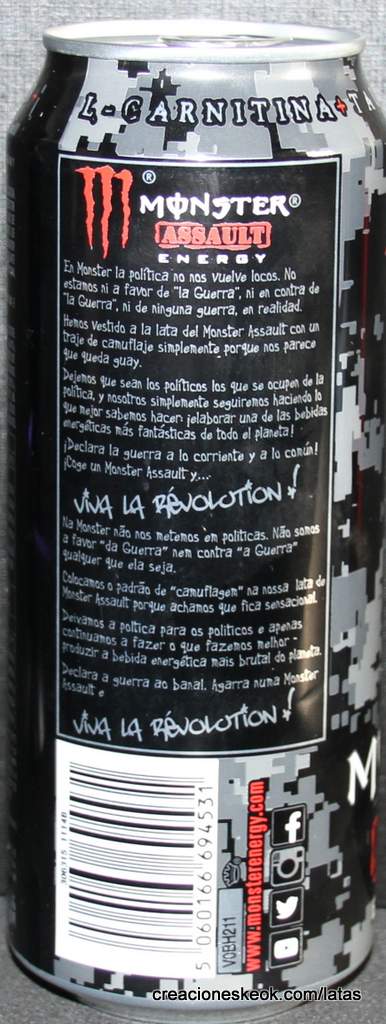 L-CARNITINA+TA
MONSTER®
ASSAULT
ENERGY
En Monster la política no nos vuelve locos. No
estamos ni a favor de "la Guerra", ni en contra de
"la Guerra", ni de ninguna guerra, en realidad.
Hemos vestido a la lata del Monster Assault con un
traje de camuflaje simplemente porque nos parece
que queda guay.
Dejemos que sean los políticos los que se ocupen de la
política, y nosotros simplemente seguiremos haciendo lo
que mejor sabemos hacer ¡elaborar una de las bebidas
energéticas más fantásticas de todo el planeta!
¡Declara la guerra a lo corriente y a lo común!
¡Coge un Monster Assault y...
VIVA LA RÉVOLUTION!
Na Monster não nos metemos em políticas. Não somos
a favor "da Guerra" nem contra "a Guerra"
qualquer que ela seja.
Colocamos o padrão de "camuflagem" na nossa lata de
Monster Assault porque achamos que fica sensacional.
Deixamos a poltica para os politicos e apenas
continuamos a fazer o que fazemos melhor -
produzir a bebida energética mais brutal do planeta.
Declara a guerra ao banal. Agarra numa Monster
Assault e
VIVA LA RÉVOLUTION!
5 060166 694531
V0BH211
www.monsterenergy.com
M
creacioneskeok.com/latas